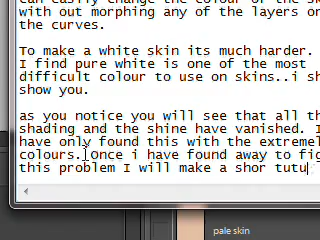 can easily change the colour of the sk
with out morphing any of the layers or
the curves.
To make a white skin its much harder.
I find pure white is one of the most
difficult colour to use on skins..i sh
show you.
as you notice you will see that all th
shading and the shine have vanished. I
have only found this with the extreme
colours. Once i have found away to fig
this problem I will make a shor tutu
pale skin